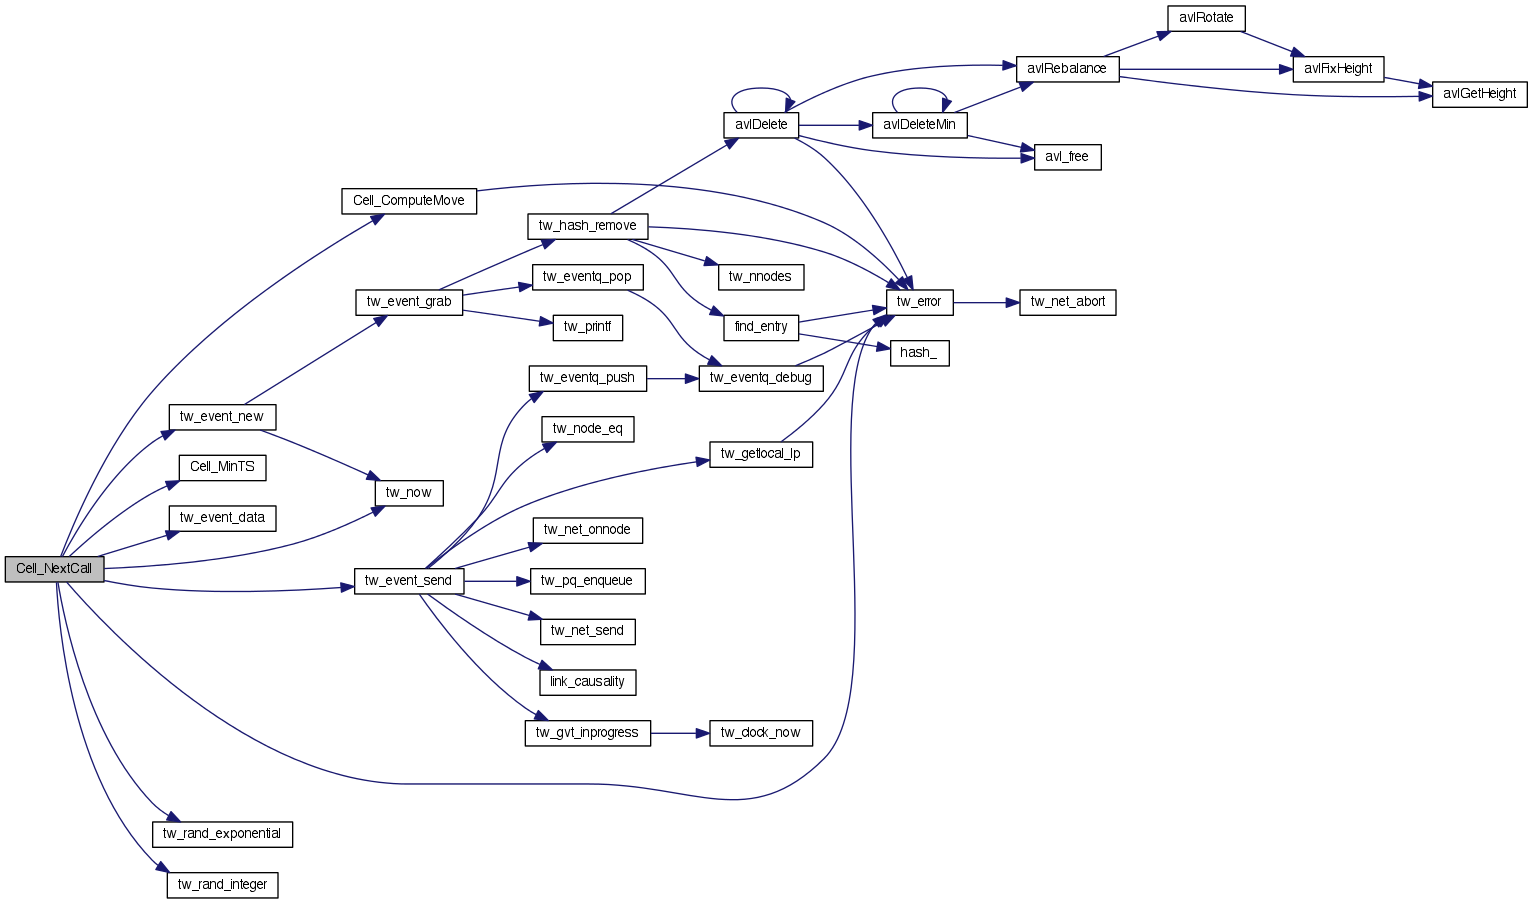 avlRotate
avlRebalance
avlFixHeight
avlGetHeight
avlDelete
avlDeleteMin
avl_free
Cell_ComputeMove
tw_hash_remove
tw_eventq_pop
tw_nnodes
tw_event_grab
tw_error
tw_net_abort
tw_printf
find_entry
hash_
tw_eventq_push
tw_eventq_debug
tw_event_new
tw_node_eq
tw_getlocal_lp
Cell_MinTS
tw_now
tw_event_data
tw_net_onnode
Cell_NextCall
tw_event_send
tw_pq_enqueue
tw_net_send
link_causality
tw_gvt_inprogress
tw_clock_now
tw_rand_exponential
tw_rand_integer